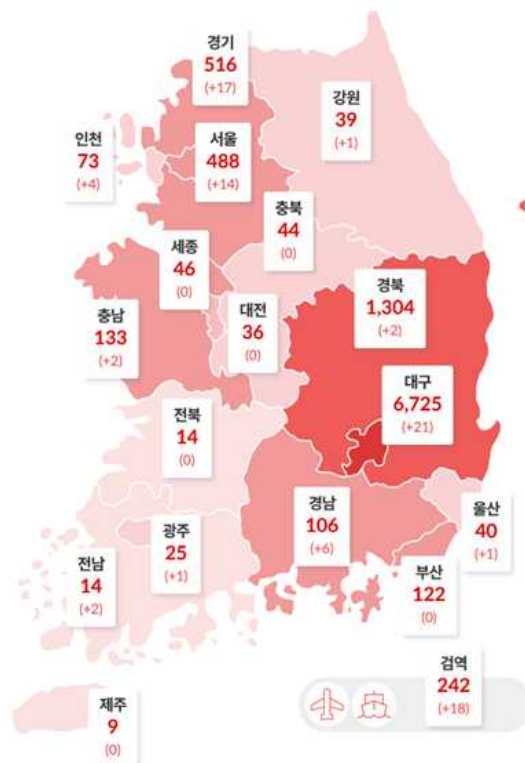 경기
516
(+17)
강원
39
(+1)
인천
73
(+4)
서울
488
(+14)
충북
44
(0)
세종
46
(0)
경북
1,304
(+2)
충남
133
(+2)
대전
36
(0)
대구
6,725
(+21)
전북
14
(0)
경남
106
(+6)
울산
40
(+1)
광주
25
(+1)
전남
14
(+2)
부산
122
(0)
검역
242
(+18)
제주
9
(0)